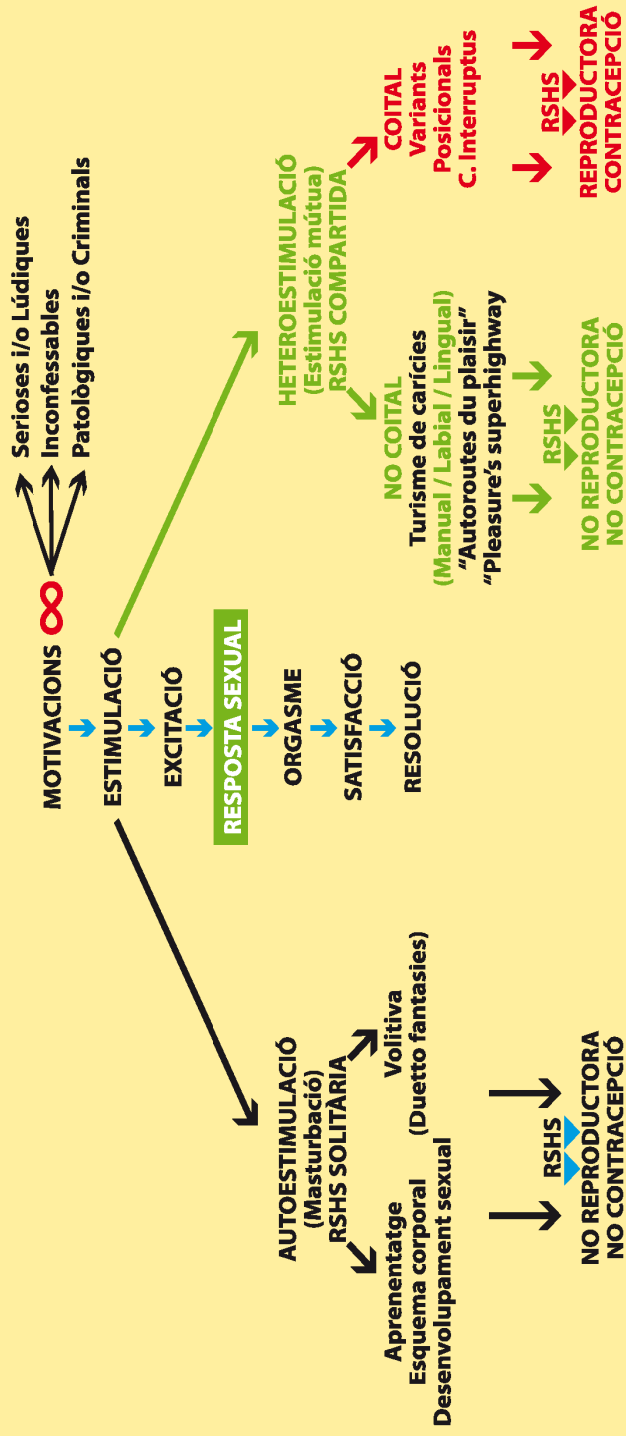 MOTIVACIONS ∞
Serioses i/o Lúdiques
Inconfessables
Patològiques i/o Criminals
ESTIMULACIÓ
EXCITACIÓ
RESPOSTA SEXUAL
ORGASME
SATISFACCIÓ
RESOLUCIÓ
AUTOESTIMULACIÓ
(Masturbació)
RSHS SOLITÀRIA
Aprenentatge
Esquema corporal
Desenvolupament sexual
Volitiva
(Duetto fantasies)
RSHS
NO REPRODUCTORA
NO CONTRACEPCIÓ
HETEROESTIMULACIÓ
(Estimulació mútua)
RSHS COMPARTIDA
NO COITAL
Turisme de carícies
(Manual / Labial / Lingual)
“Autoroutes du plaisir”
“Pleasure’s superhighway
RSHS
NO REPRODUCTORA
NO CONTRACEPCIÓ
COITAL
Variants
Posicionals
C. Interruptus
RSHS
REPRODUCTORA
CONTRACEPCIÓ